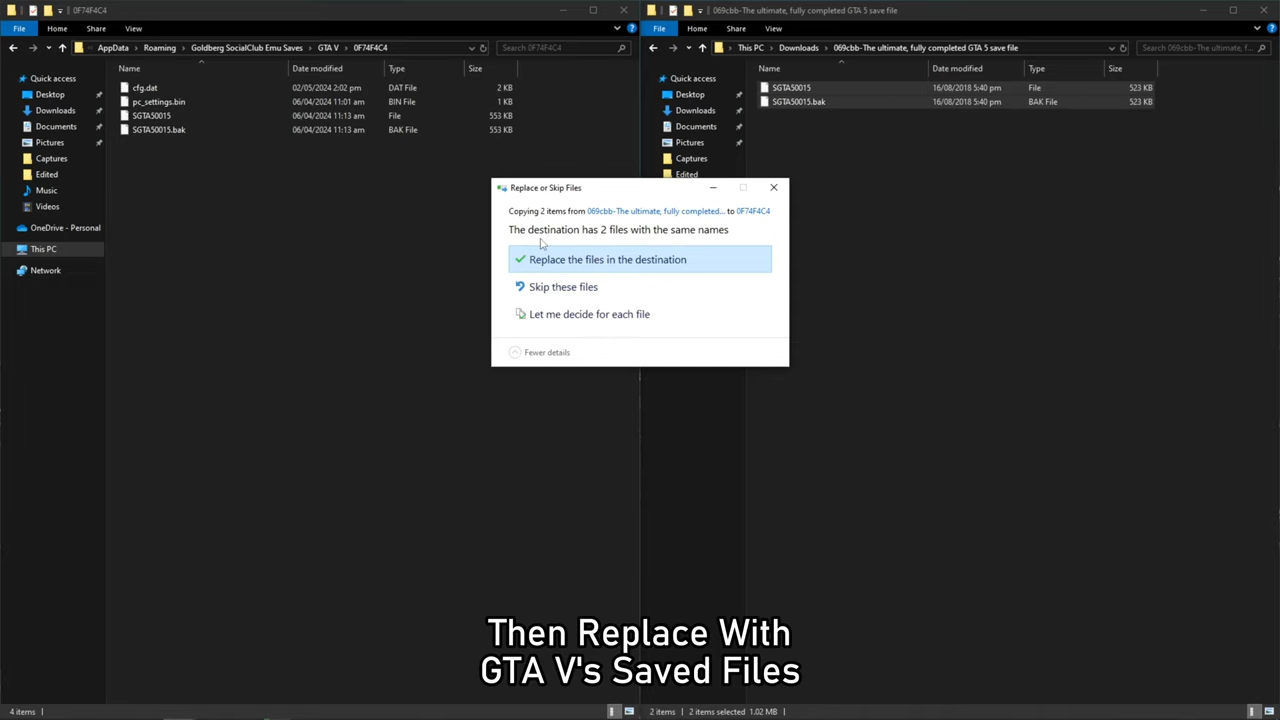 0F74F4C4
File Home Share View
AppData Roaming Goldberg SocialClub Emu Saves GTA V 0F74F4C4
Search 0F74F4C4
Name Date modified Type Size
Quick access
Desktop
Downloads
Documents
Pictures
Captures
Edited
Music
Videos
OneDrive - Personal
This PC
Network
cfg.dat 02/05/2024 2:02 pm DAT File 2 KB
pc_settings.bin 06/04/2024 11:01 am BIN File 1 KB
SGTA50015 06/04/2024 11:13 am File 553 KB
SGTA50015.bak 06/04/2024 11:13 am BAK File 553 KB
4 items
069cbb-The ultimate, fully completed GTA 5 save file
File Home Share View
This PC Downloads 069cbb-The ultimate, fully completed GTA 5 save file
Search 069cbb-The ultimate, f...
Name Date modified Type Size
Quick access
Desktop
Downloads
Documents
Pictures
Captures
Edited
SGTA50015 16/08/2018 5:40 pm File 523 KB
SGTA50015.bak 16/08/2018 5:40 pm BAK File 523 KB
2 items 2 items selected 1.02 MB
Replace or Skip Files
Copying 2 items from 069cbb-The ultimate, fully completed... to 0F74F4C4
The destination has 2 files with the same names
Replace the files in the destination
Skip these files
Let me decide for each file
Fewer details
Then Replace With
GTA V's Saved Files